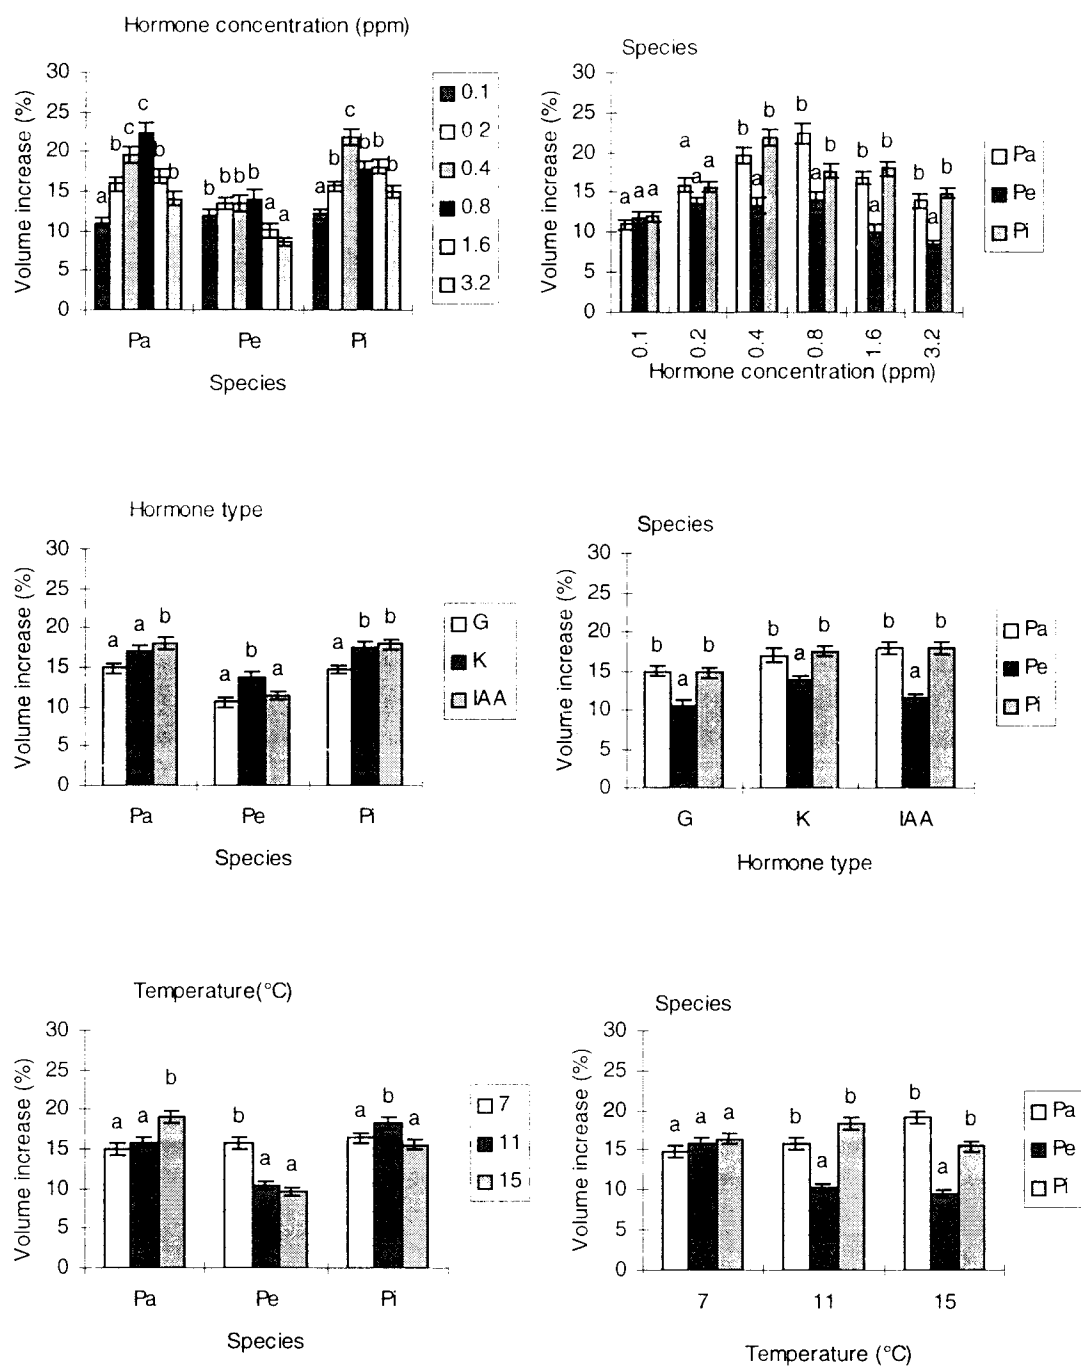 Hormone concentration (ppm)
Volume increase (%)
30
25
20
15
10
5
0
a b c c b b
b b b b a a
a b c b b b
Pa Pe Pi
Species
0.1
0.2
0.4
0.8
1.6
3.2
Species
Volume increase (%)
30
25
20
15
10
5
0
a a a
a a a
b a b
b a b
b a b
b a b
0.1 0.2 0.4 0.8 1.6 3.2
Hormone concentration (ppm)
Pa
Pe
Pi
Hormone type
Volume increase (%)
30
25
20
15
10
5
0
a a b
a b a
a b b
Pa Pe Pi
Species
G
K
IAA
Species
Volume increase (%)
30
25
20
15
10
5
0
b a b
b a b
b a b
G K IAA
Hormone type
Pa
Pe
Pi
Temperature(°C)
Volume increase (%)
30
25
20
15
10
5
0
a a b
b a a
a b a
Pa Pe Pi
Species
7
11
15
Species
Volume increase (%)
30
25
20
15
10
5
0
a a a
b a b
b a b
7 11 15
Temperature (°C)
Pa
Pe
Pi